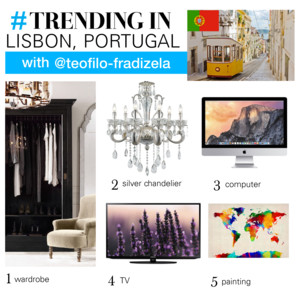 #TRENDING IN
LISBON, PORTUGAL
with @teofilo-fradizela
2 silver chandelier
3 computer
1 wardrobe
4 TV
5 painting